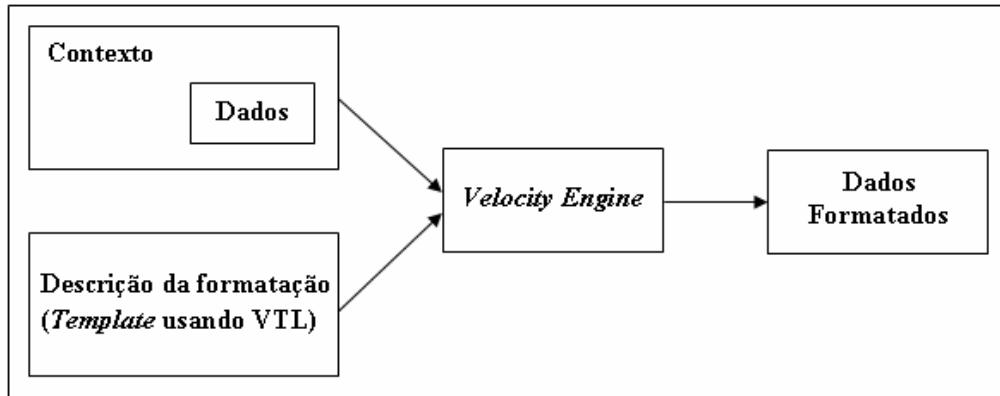 Contexto
Dados
Descrição da formatação
(Template usando VTL)
Velocity Engine
Dados
Formatados